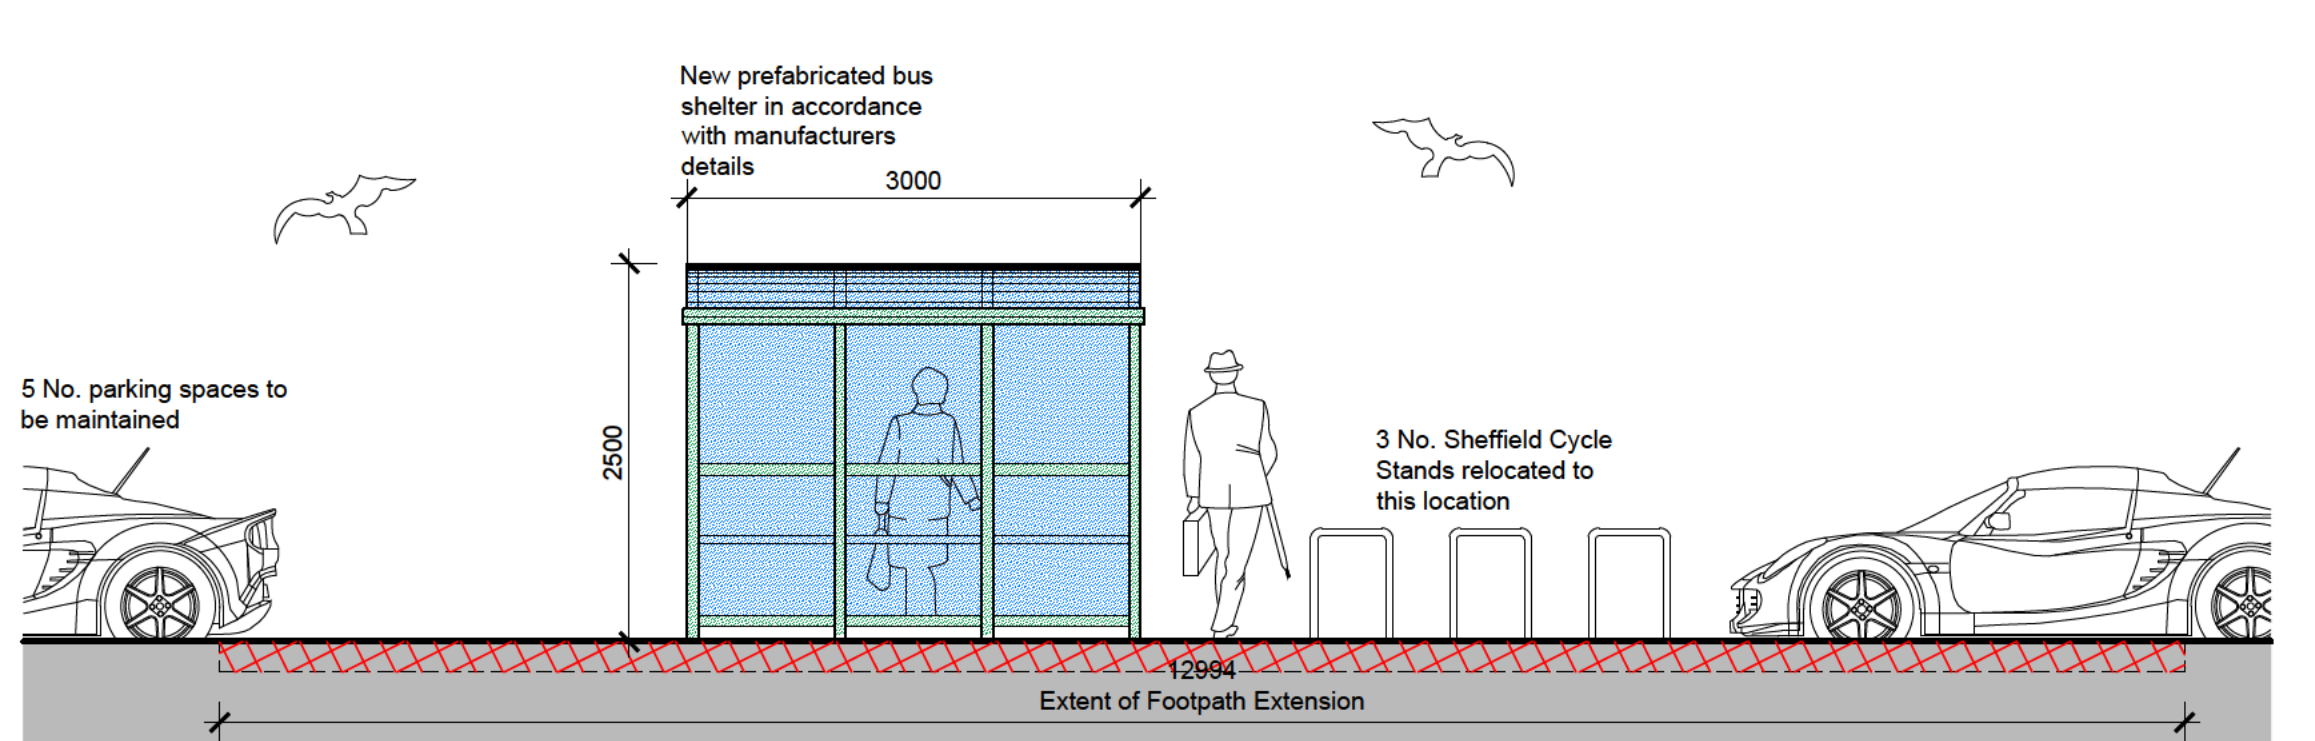 New prefabricated bus
shelter in accordance
with manufacturers
details
3000
2500
5 No. parking spaces to
be maintained
3 No. Sheffield Cycle
Stands relocated to
this location
12994
Extent of Footpath Extension